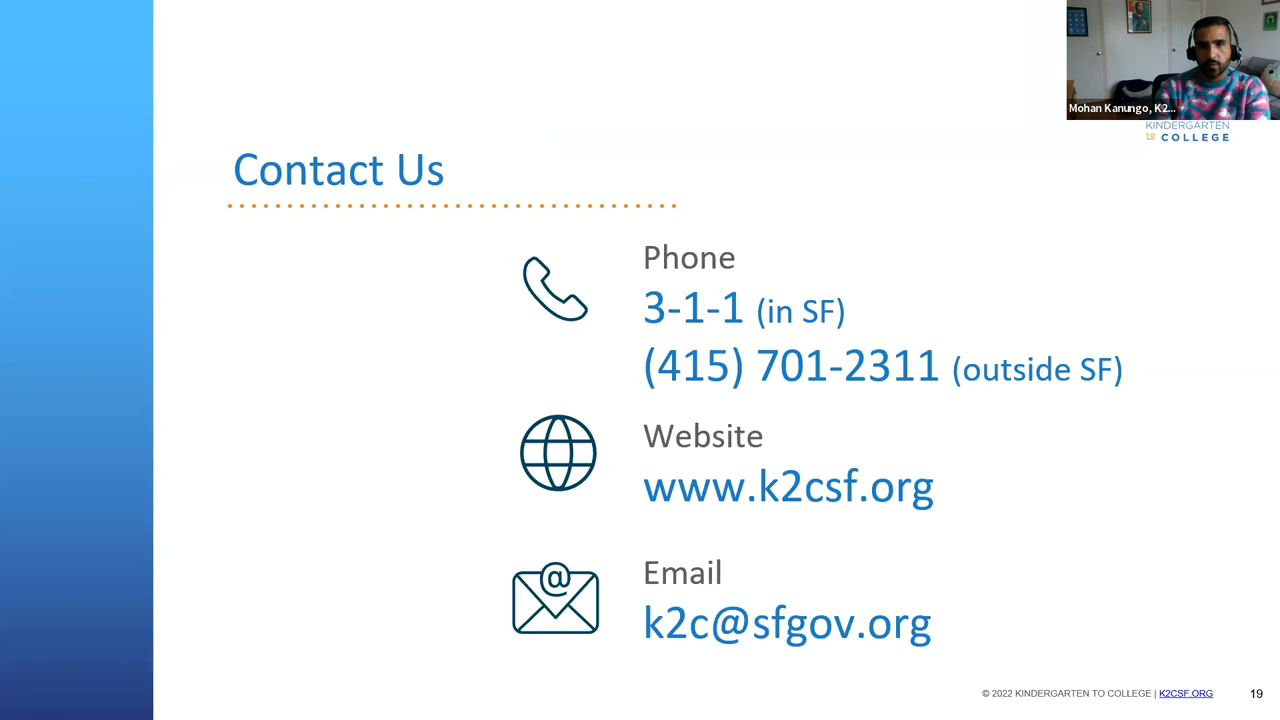 Mohan Kanungo, K2...
KINDERGARTEN
to COLLEGE
Contact Us
Phone
3-1-1 (in SF)
(415) 701-2311 (outside SF)
Website
www.k2csf.org
@
Email
k2c@sfgov.org
© 2022 KINDERGARTEN TO COLLEGE | K2CSF.ORG
19